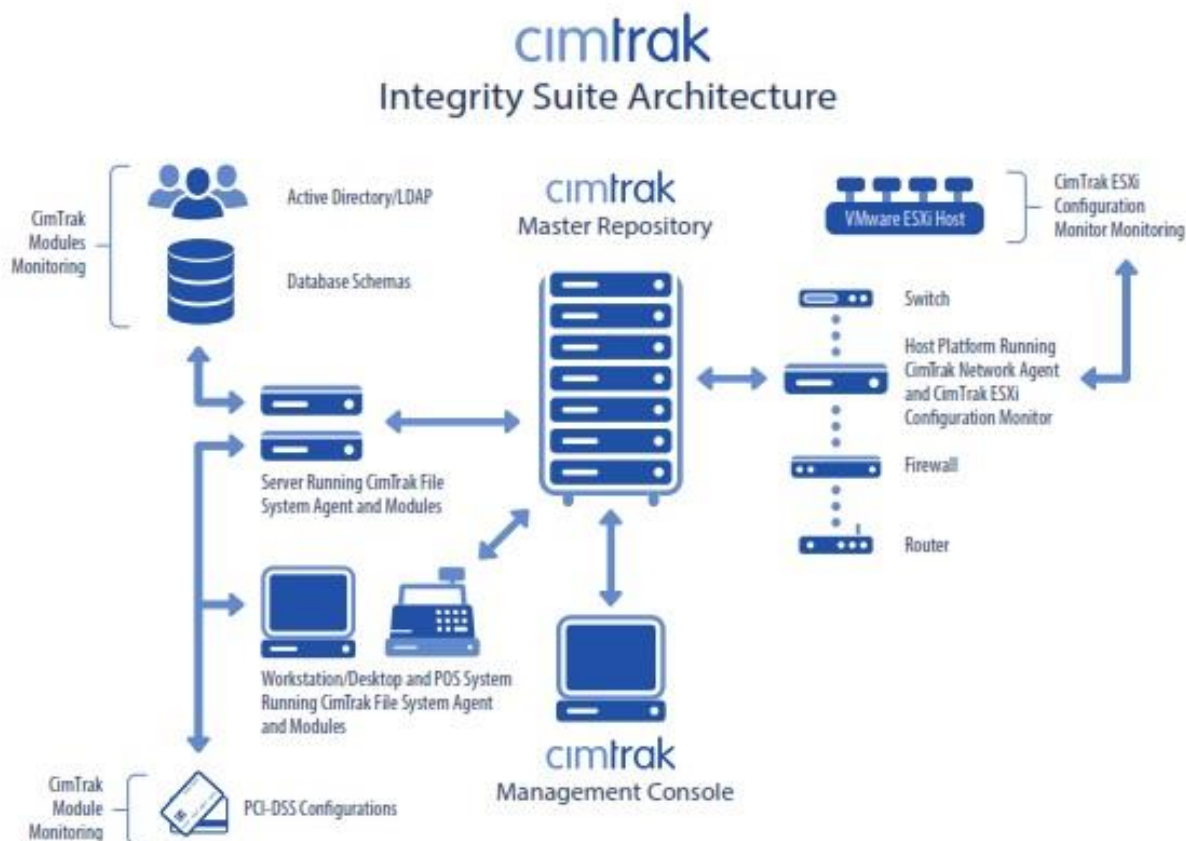 cimtrak
Integrity Suite Architecture
CimTrak
Modules
Monitoring
Active Directory/LDAP
Database Schemas
cimtrak
Master Repository
VMware ESXi Host
CimTrak ESXi
Configuration
Monitor Monitoring
Switch
Host Platform Running
CimTrak Network Agent
and CimTrak ESXi
Configuration Monitor
Firewall
Router
Server Running CimTrak File
System Agent and Modules
Workstation/Desktop and POS System
Running CimTrak File System Agent
and Modules
cimtrak
Management Console
CimTrak
Module
Monitoring
PCI-DSS Configurations